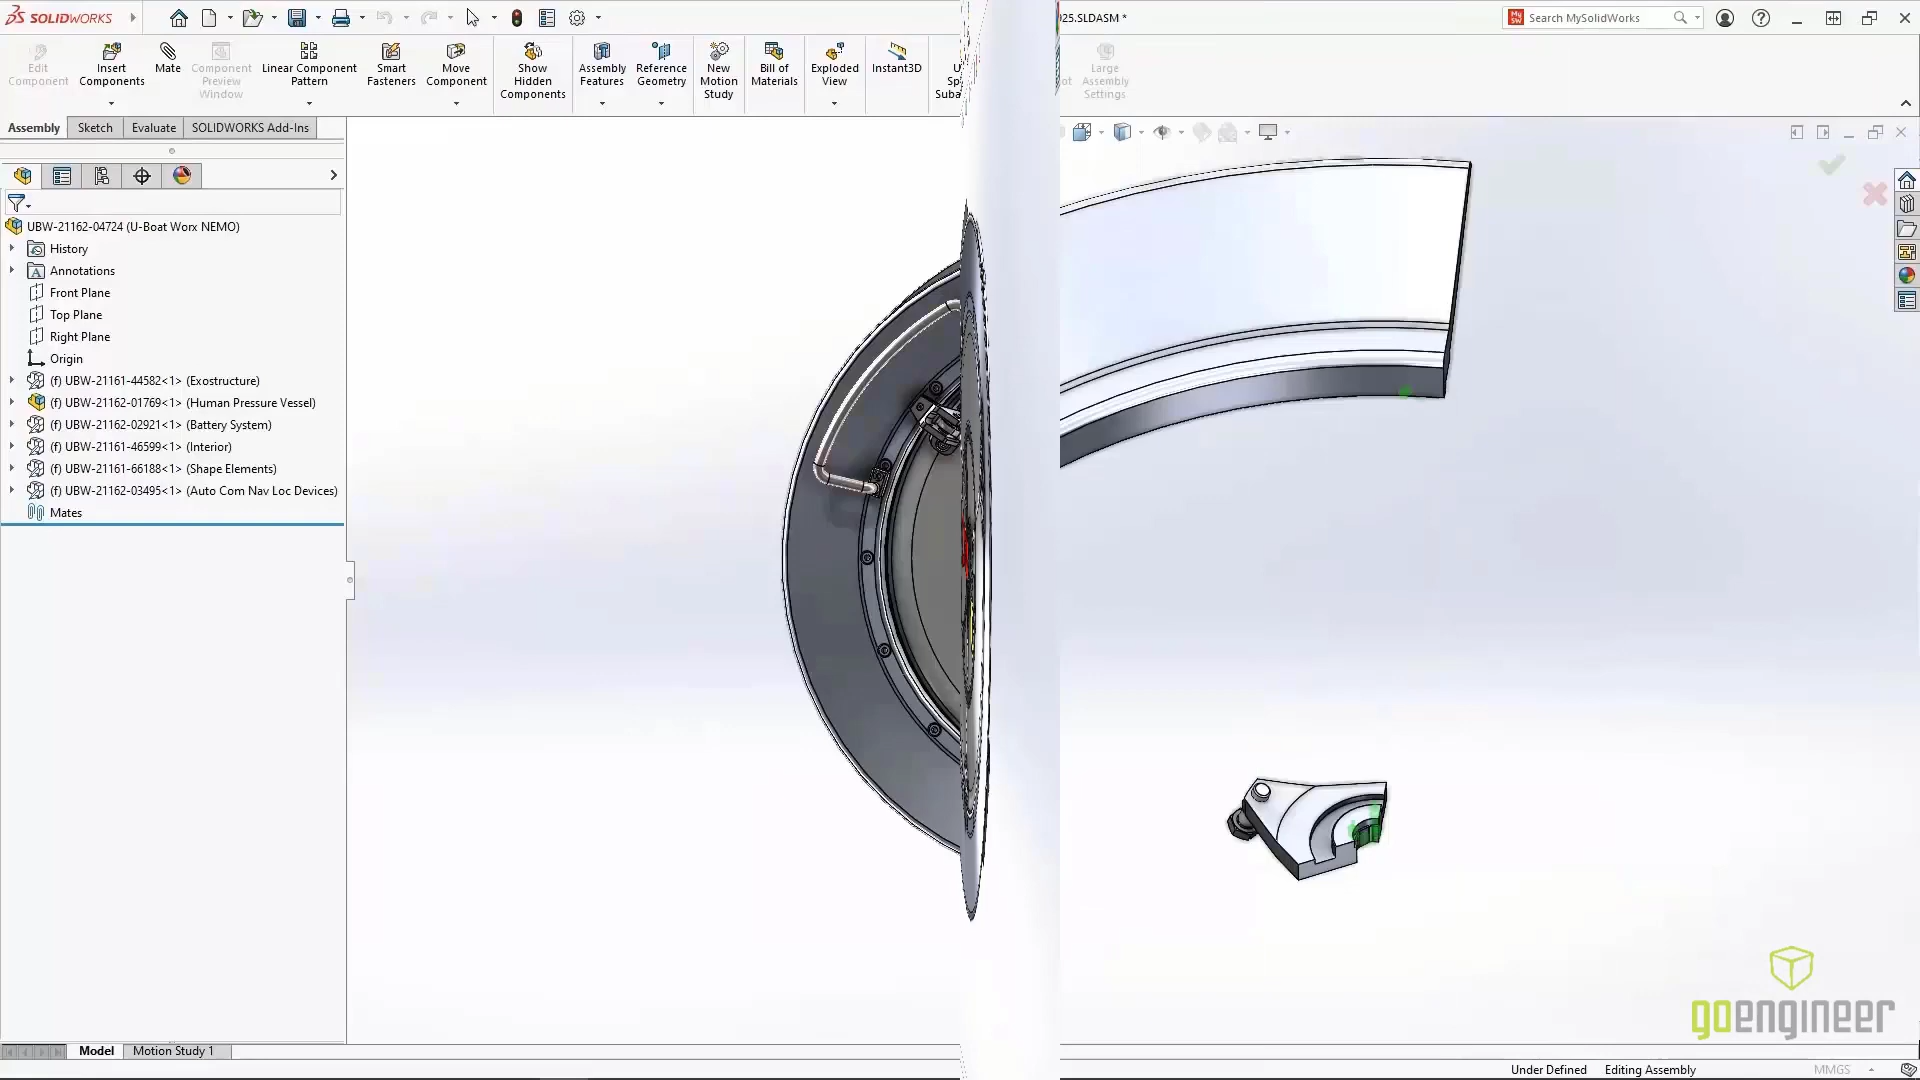 SOLIDWORKS
025.SLDASM *
Search MySolidWorks
Edit Component
Insert Components
Mate
Component Preview Window
Linear Component Pattern
Smart Fasteners
Move Component
Show Hidden Components
Assembly Features
Reference Geometry
New Motion Study
Bill of Materials
Exploded View
Instant3D
Large Assembly Settings
Assembly
Sketch
Evaluate
SOLIDWORKS Add-Ins
UBW-21162-04724 (U-Boat Worx NEMO)
History
Annotations
Front Plane
Top Plane
Right Plane
Origin
(f) UBW-21161-44582<1> (Exostructure)
(f) UBW-21162-01769<1> (Human Pressure Vessel)
(f) UBW-21162-02921<1> (Battery System)
(f) UBW-21161-46599<1> (Interior)
(f) UBW-21161-66188<1> (Shape Elements)
(f) UBW-21162-03495<1> (Auto Com Nav Loc Devices)
Mates
goengineer
Model
Motion Study 1
Under Defined
Editing Assembly
MMGS